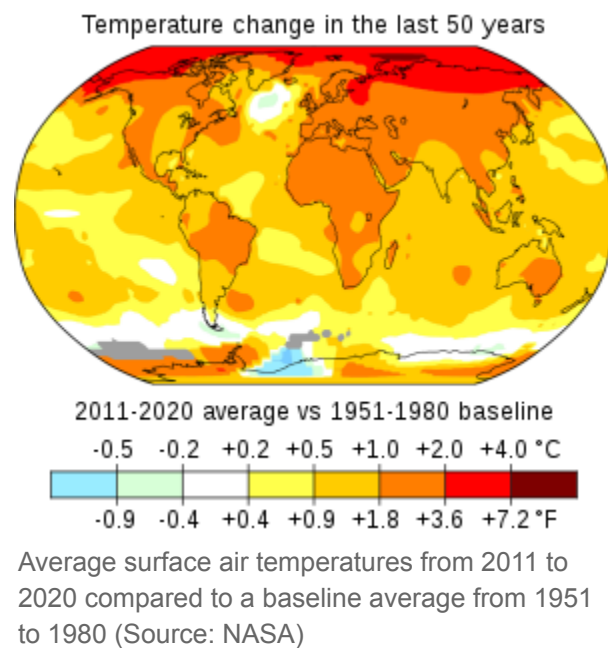 Temperature change in the last 50 years
2011-2020 average vs 1951-1980 baseline
-0.5 -0.2 +0.2 +0.5 +1.0 +2.0 +4.0 °C
-0.9 -0.4 +0.4 +0.9 +1.8 +3.6 +7.2 °F
Average surface air temperatures from 2011 to
2020 compared to a baseline average from 1951
to 1980 (Source: NASA)